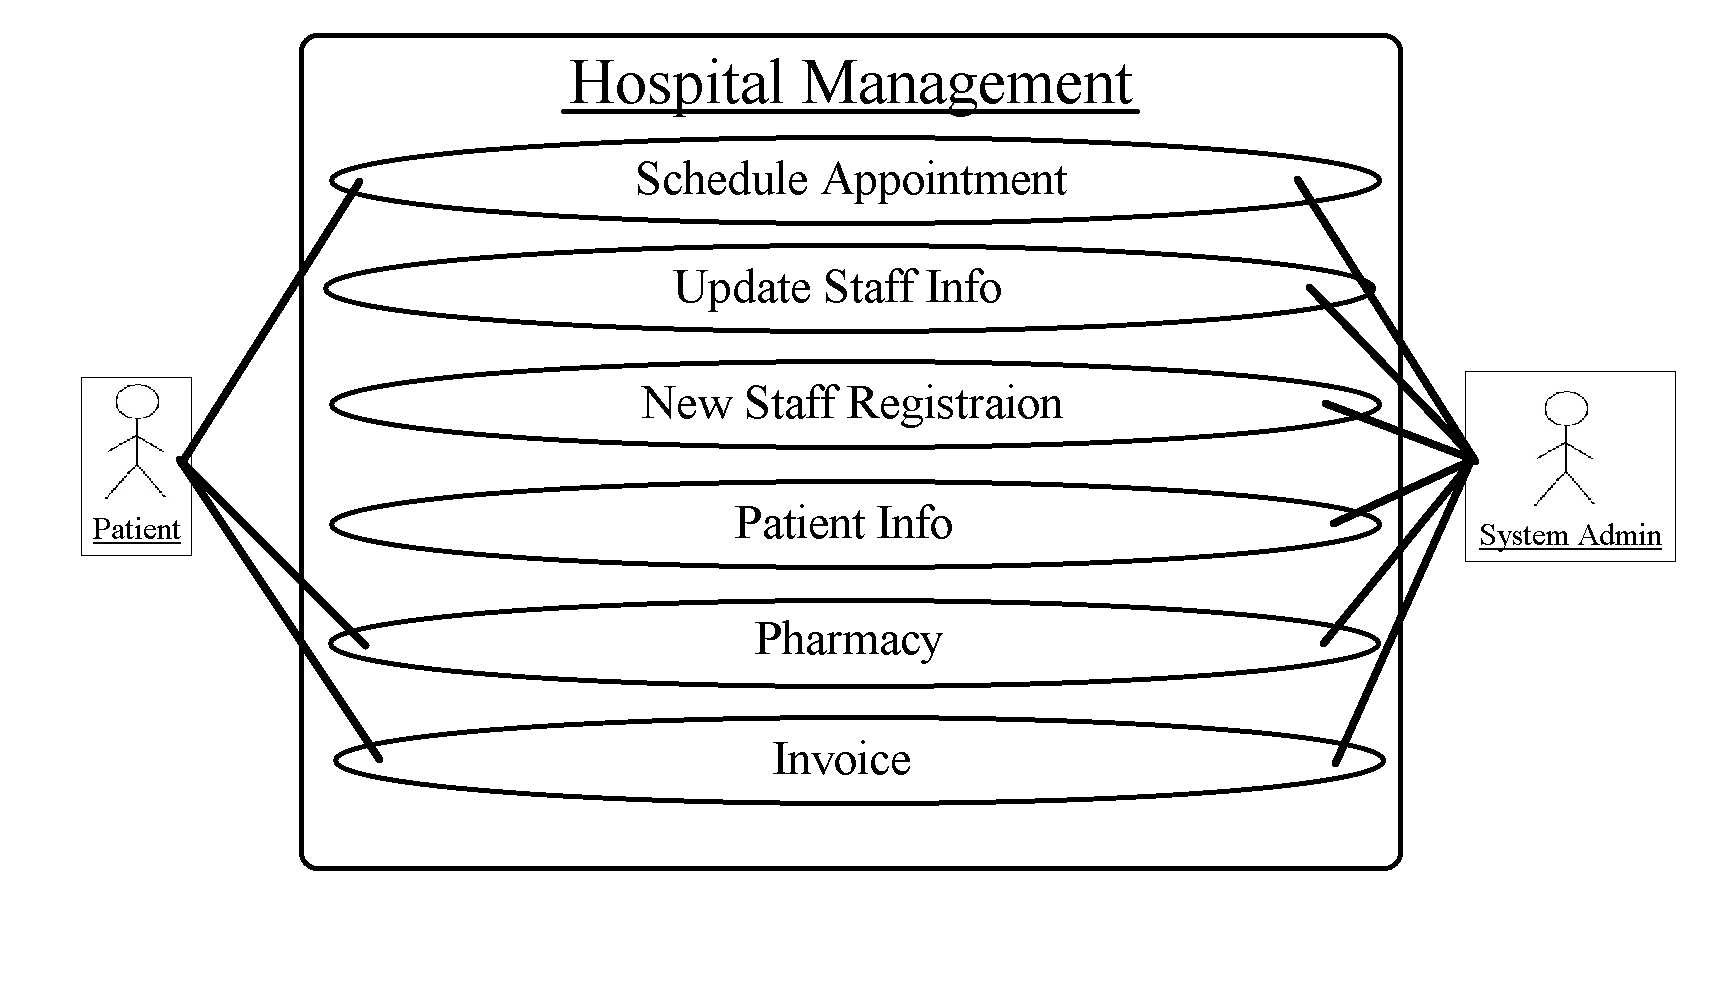 Hospital Management
Schedule Appointment
Update Staff Info
New Staff Registraion
Patient Info
Pharmacy
Invoice
Patient
System Admin